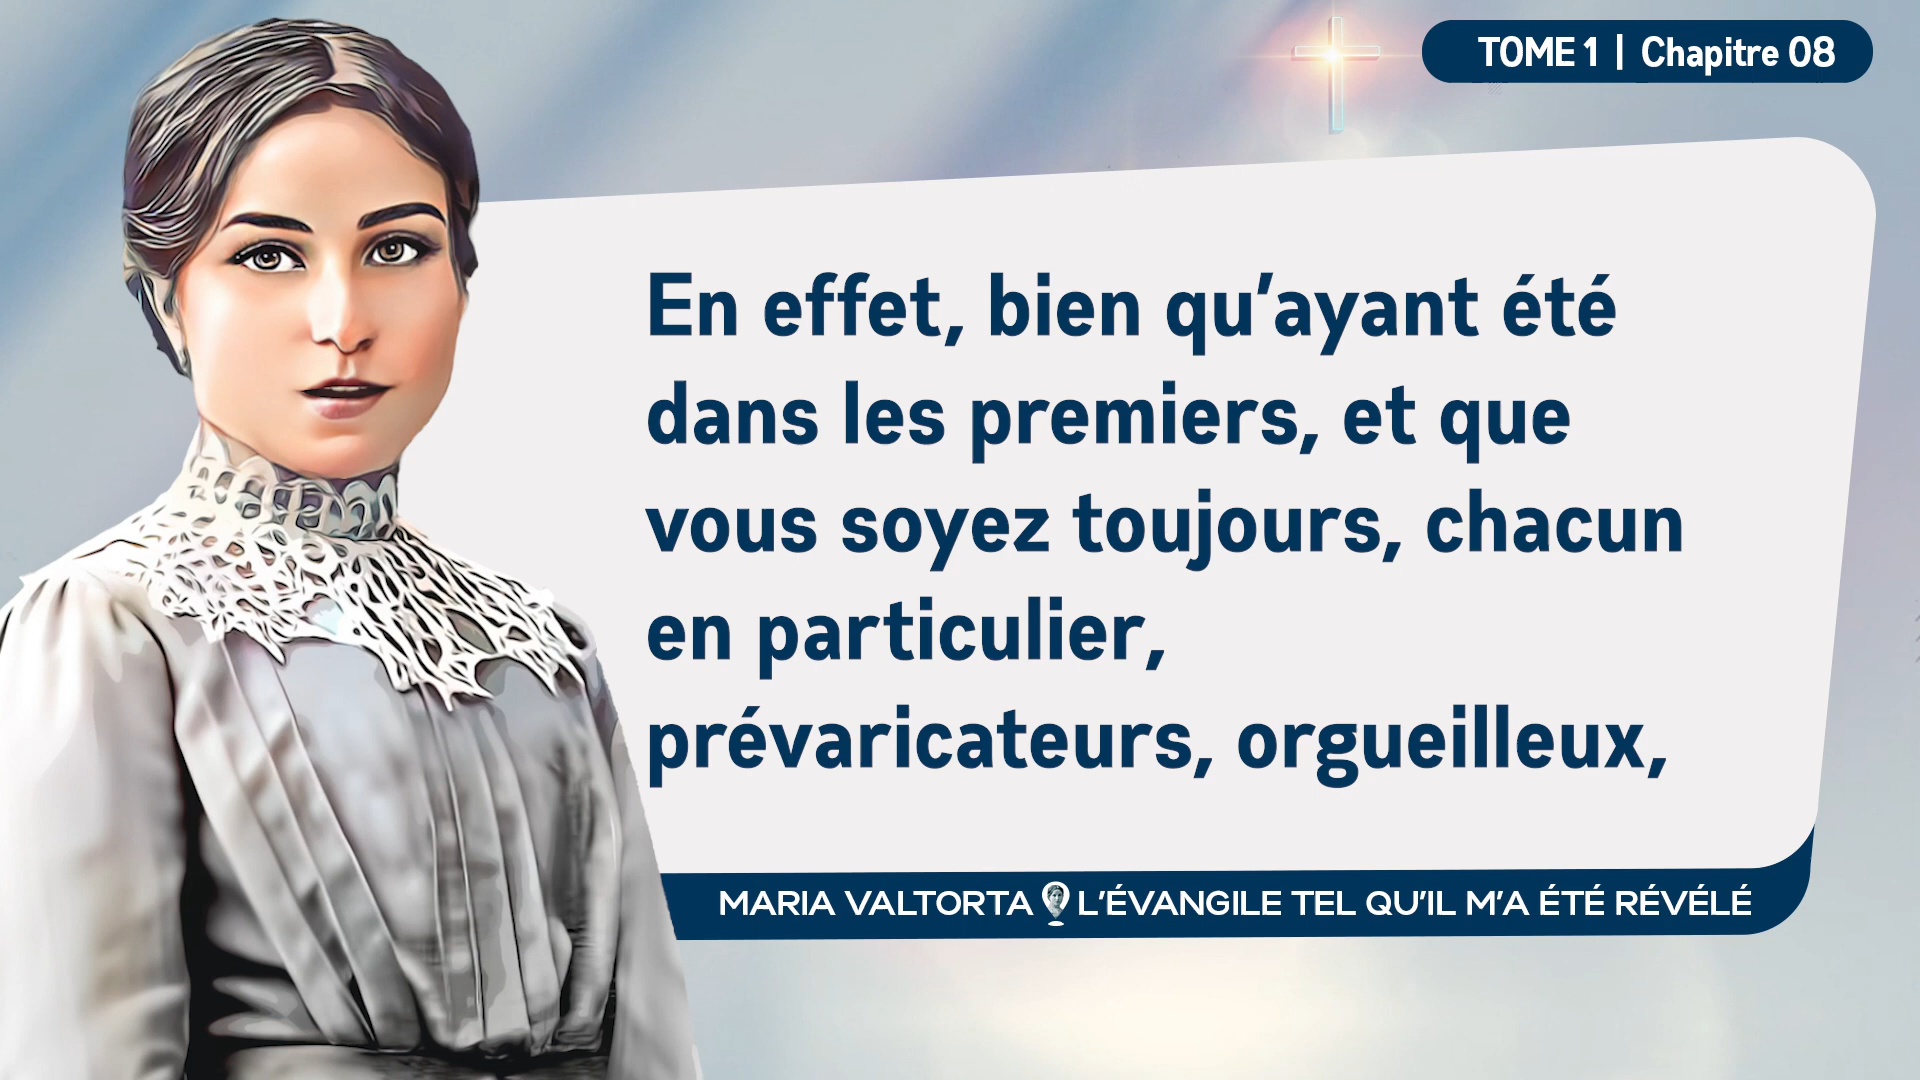 TOME 1 | Chapitre 08
En effet, bien qu’ayant été
dans les premiers, et que
vous soyez toujours, chacun
en particulier,
prévaricateurs, orgueilleux,
MARIA VALTORTA L’ÉVANGILE TEL QU’IL M’A ÉTÉ RÉVÉLÉ